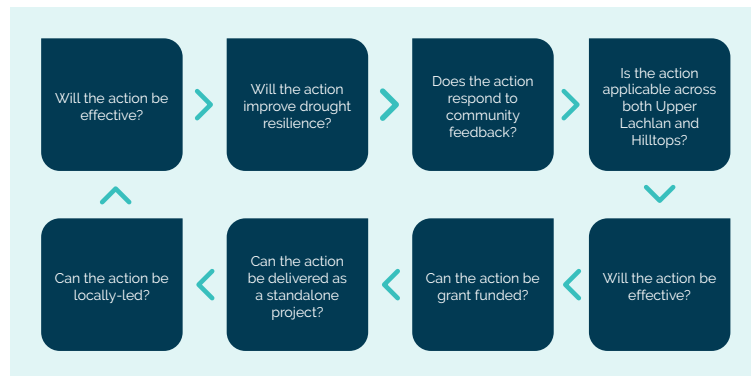 Will the action be
effective?
Will the action
improve drought
resilience?
Does the action
respond to
community
feedback?
Is the action
applicable across
both Upper
Lachlan and
Hilltops?
Will the action be
effective?
Can the action be
grant funded?
Can the action
be delivered as
a standalone
project?
Can the action be
locally-led?